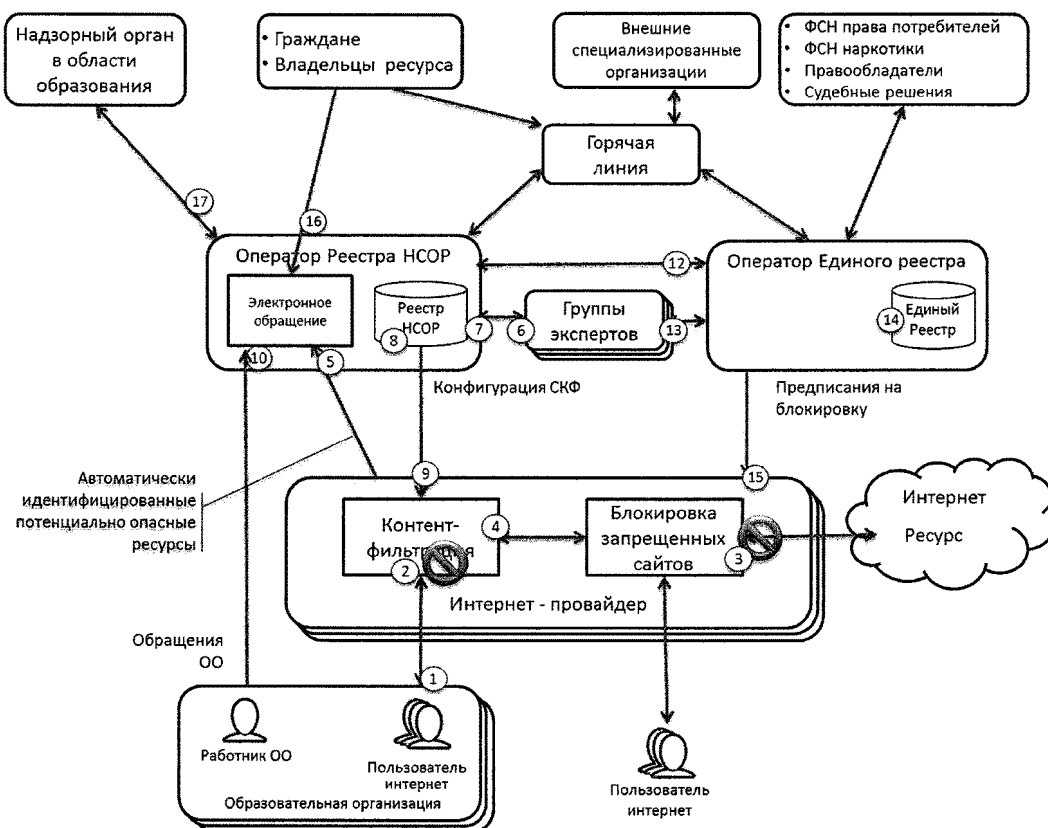 Надзорный орган
в области
образования
• Граждане
• Владельцы ресурса
Внешние
специализированные
организации
• ФСН права потребителей
• ФСН наркотики
• Правообладатели
• Судебные решения
Горячая
линия
17
16
Оператор Реестра НСОР
12
Оператор Единого реестра
Электронное
обращение
Реестр
НСОР
8
7
6
Группы
экспертов
13
14
Единый
Реестр
10
5
Конфигурация СКФ
Предписания на
блокировку
Автоматически
идентифицированные
потенциально опасные
ресурсы
9
15
Контент-
фильтрация
2
4
Блокировка
запрещенных
сайтов
3
Интернет
Ресурс
Интернет - провайдер
Обращения
ОО
1
Работник ОО
Пользователь
интернет
Образовательная организация
Пользователь
интернет